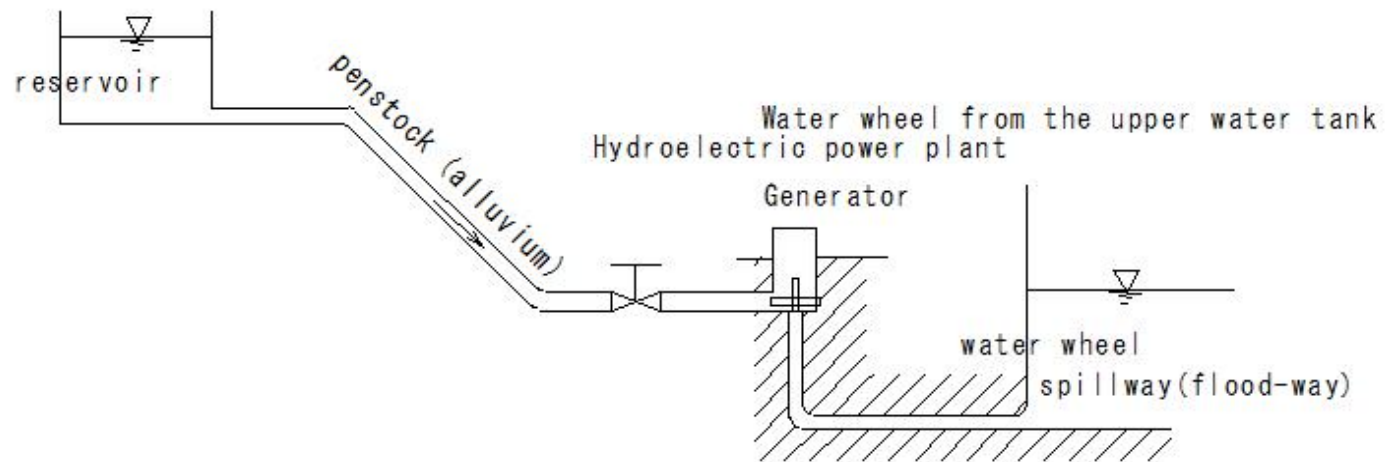 reservoir
penstock (alluvium)
Water wheel from the upper water tank
Hydroelectric power plant
Generator
water wheel
spillway(flood-way)